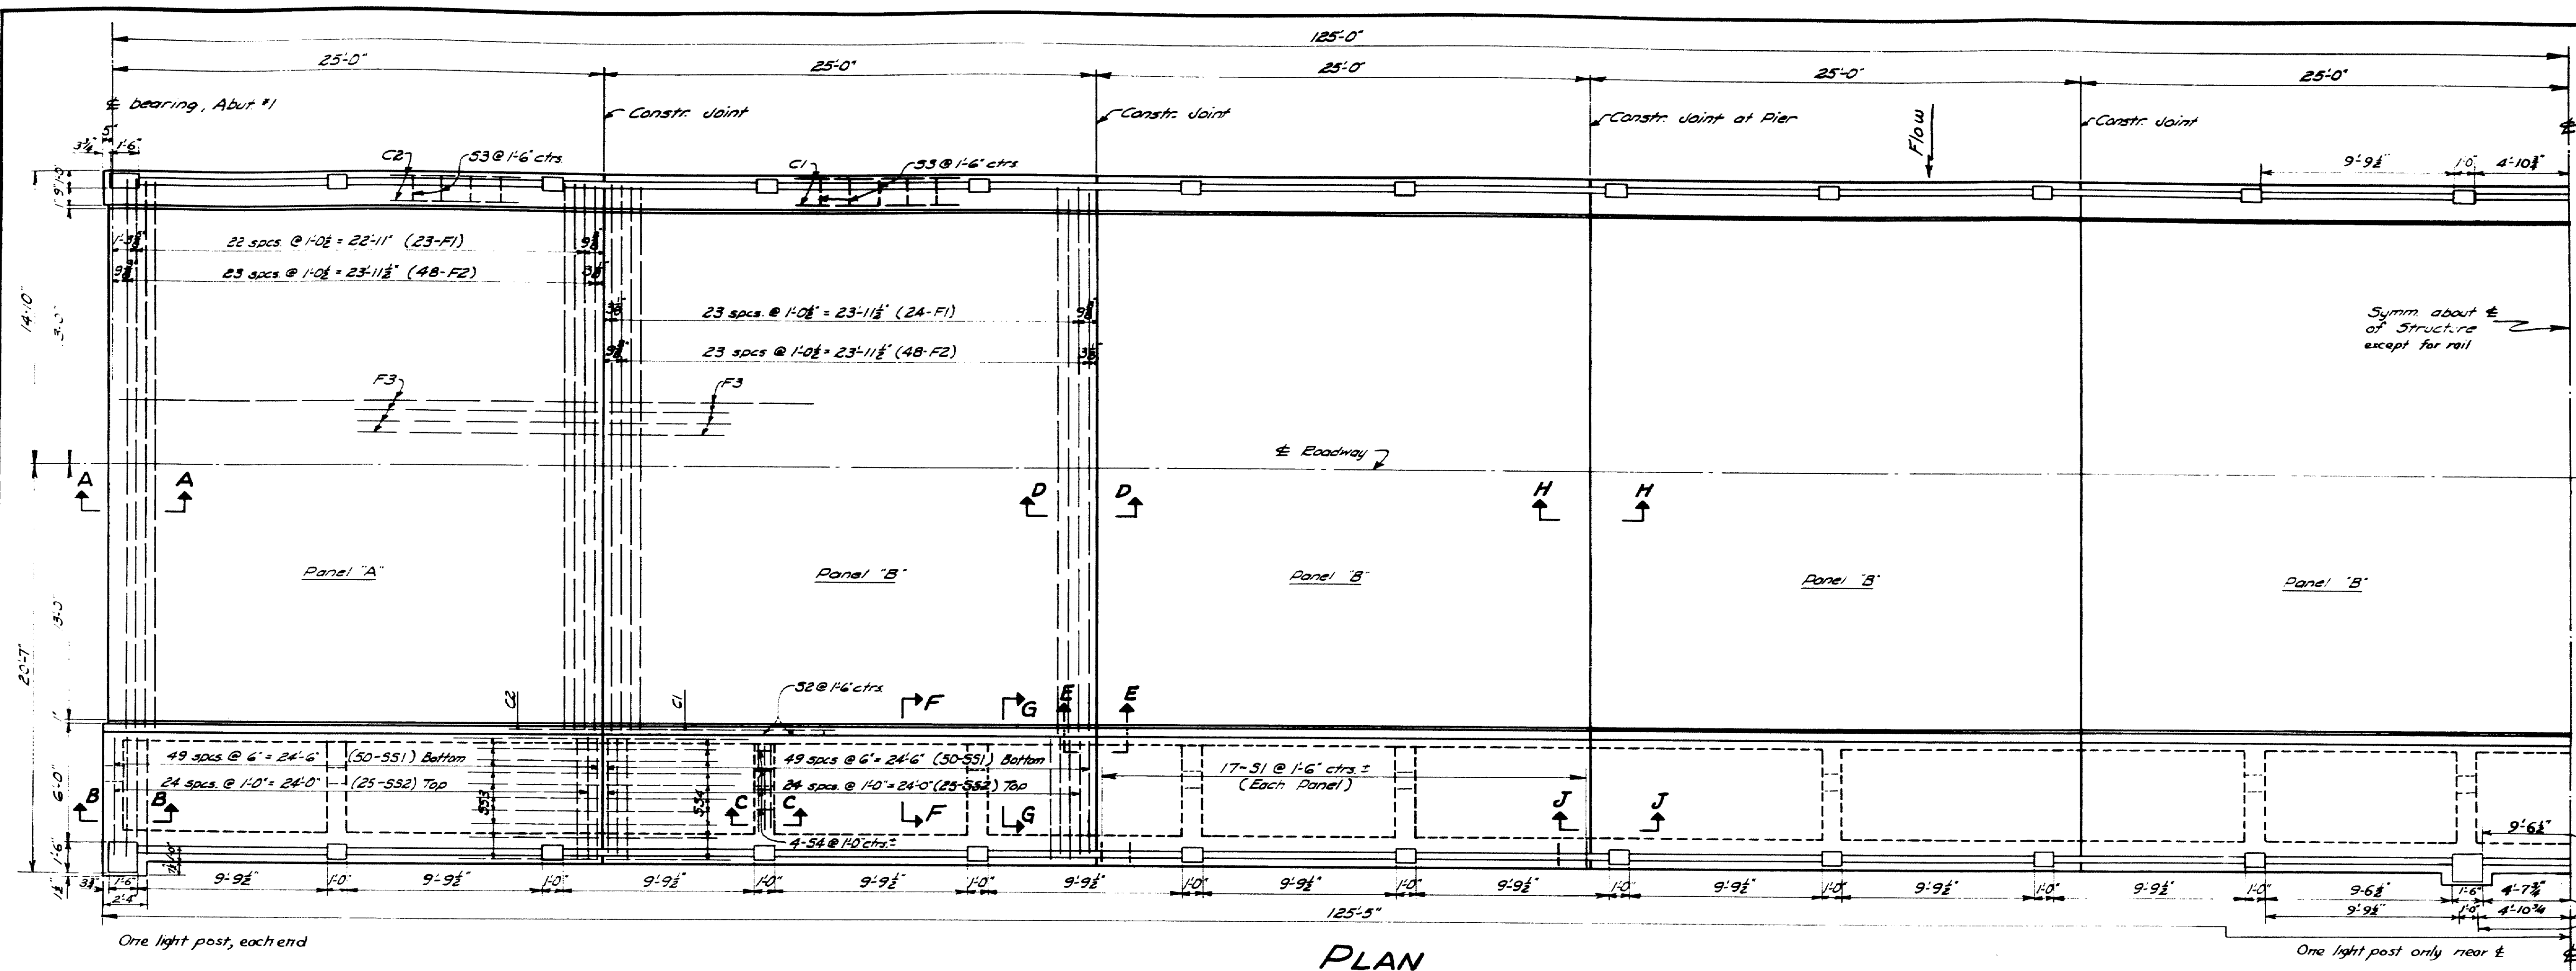 125'-0"
25'-0" 25'-0" 25'-0" 25'-0" 25'-0"
℄ bearing, Abut #1
Constr. Joint
Constr. Joint
Constr. Joint at Pier
Constr. Joint
Flow
5"
3¼" 1'-6"
C2 S3 @ 1'-6" ctrs.
C1 S3 @ 1'-6" ctrs.
9'-9½" 1'-0" 4'-10¾"
22 spcs. @ 1'-0½ = 22'-11" (23-F1)
23 spcs. @ 1'-0½ = 23'-11½" (48-F2)
23 spcs. @ 1'-0½" = 23'-11½" (24-F1)
23 spcs @ 1'-0½ = 23'-11½" (48-F2)
14'-10"
Symm. about ℄
of Structure
except for rail
F3 F3
℄ Roadway
A A D D H H
Panel "A" Panel "B" Panel "B" Panel "B" Panel "B"
13'-0"
20'-7"
C2 C1 S2 @ 1'-6" ctrs.
F G E E
49 spcs. @ 6" = 24'-6" (50-SS1) Bottom
49 spcs. @ 6" = 24'-6" (50-SS1) Bottom
24 spcs. @ 1'-0" = 24'-0" (25-SS2) Top
24 spcs. @ 1'-0" = 24'-0" (25-SS2) Top
17-S1 @ 1'-6" ctrs. ±
(Each Panel)
6'-0"
B B SS3 SS4 C C F G J J
4-S4 @ 1'-0" ctrs. ±
9'-6½"
1'-6"
1'-6" 9'-9½" 1'-0" 9'-9½" 1'-0" 9'-9½" 1'-0" 9'-9½" 1'-0" 9'-9½" 1'-0" 9'-9½" 1'-0" 9'-9½" 1'-0" 9'-9½" 1'-0" 9'-9½" 1'-0" 9'-9½" 1'-0" 9'-6½" 1'-6" 4'-7¾"
2'-4"
9'-9½" 1'-0" 4'-10¾
125'-5"
One light post, each end
One light post only near ℄
PLAN